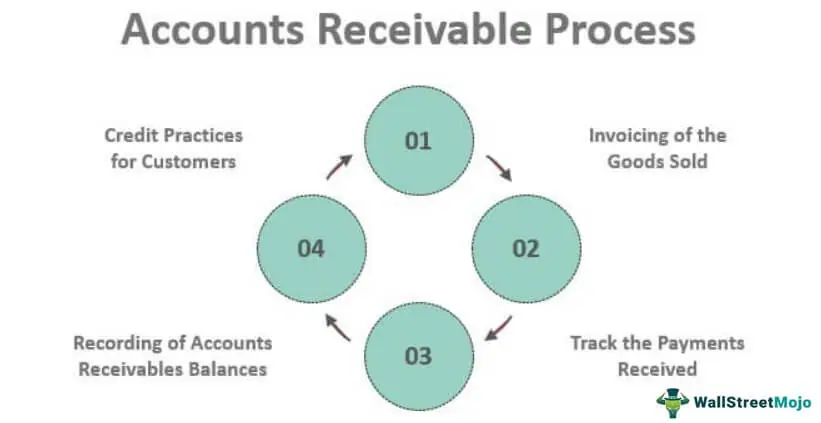 Accounts Receivable Process
Credit Practices
for Customers
01
Invoicing of the
Goods Sold
04
02
Recording of Accounts
Receivables Balances
03
Track the Payments
Received
WallStreetMojo